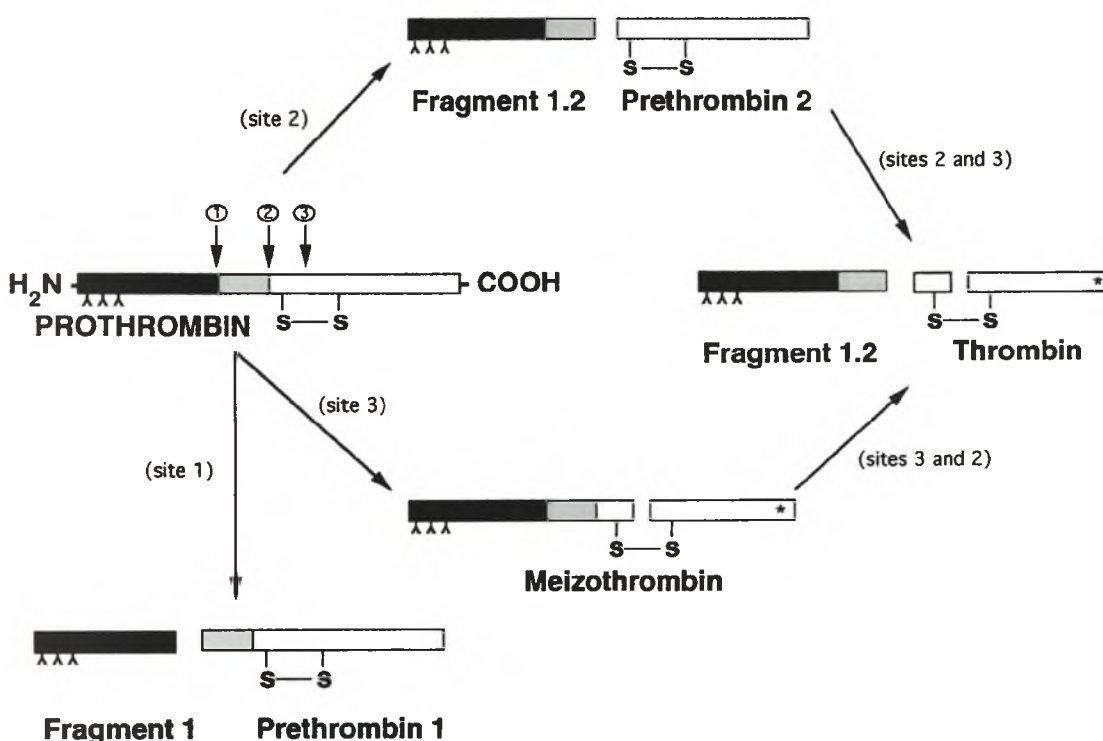 Fragment 1.2 Prethrombin 2
S S
(site 2)
(sites 2 and 3)
1 2 3
H2N COOH
S S
PROTHROMBIN
*
S S
Fragment 1.2 Thrombin
(site 3)
(site 1)
(sites 3 and 2)
*
S S
Meizothrombin
S S
Fragment 1 Prethrombin 1